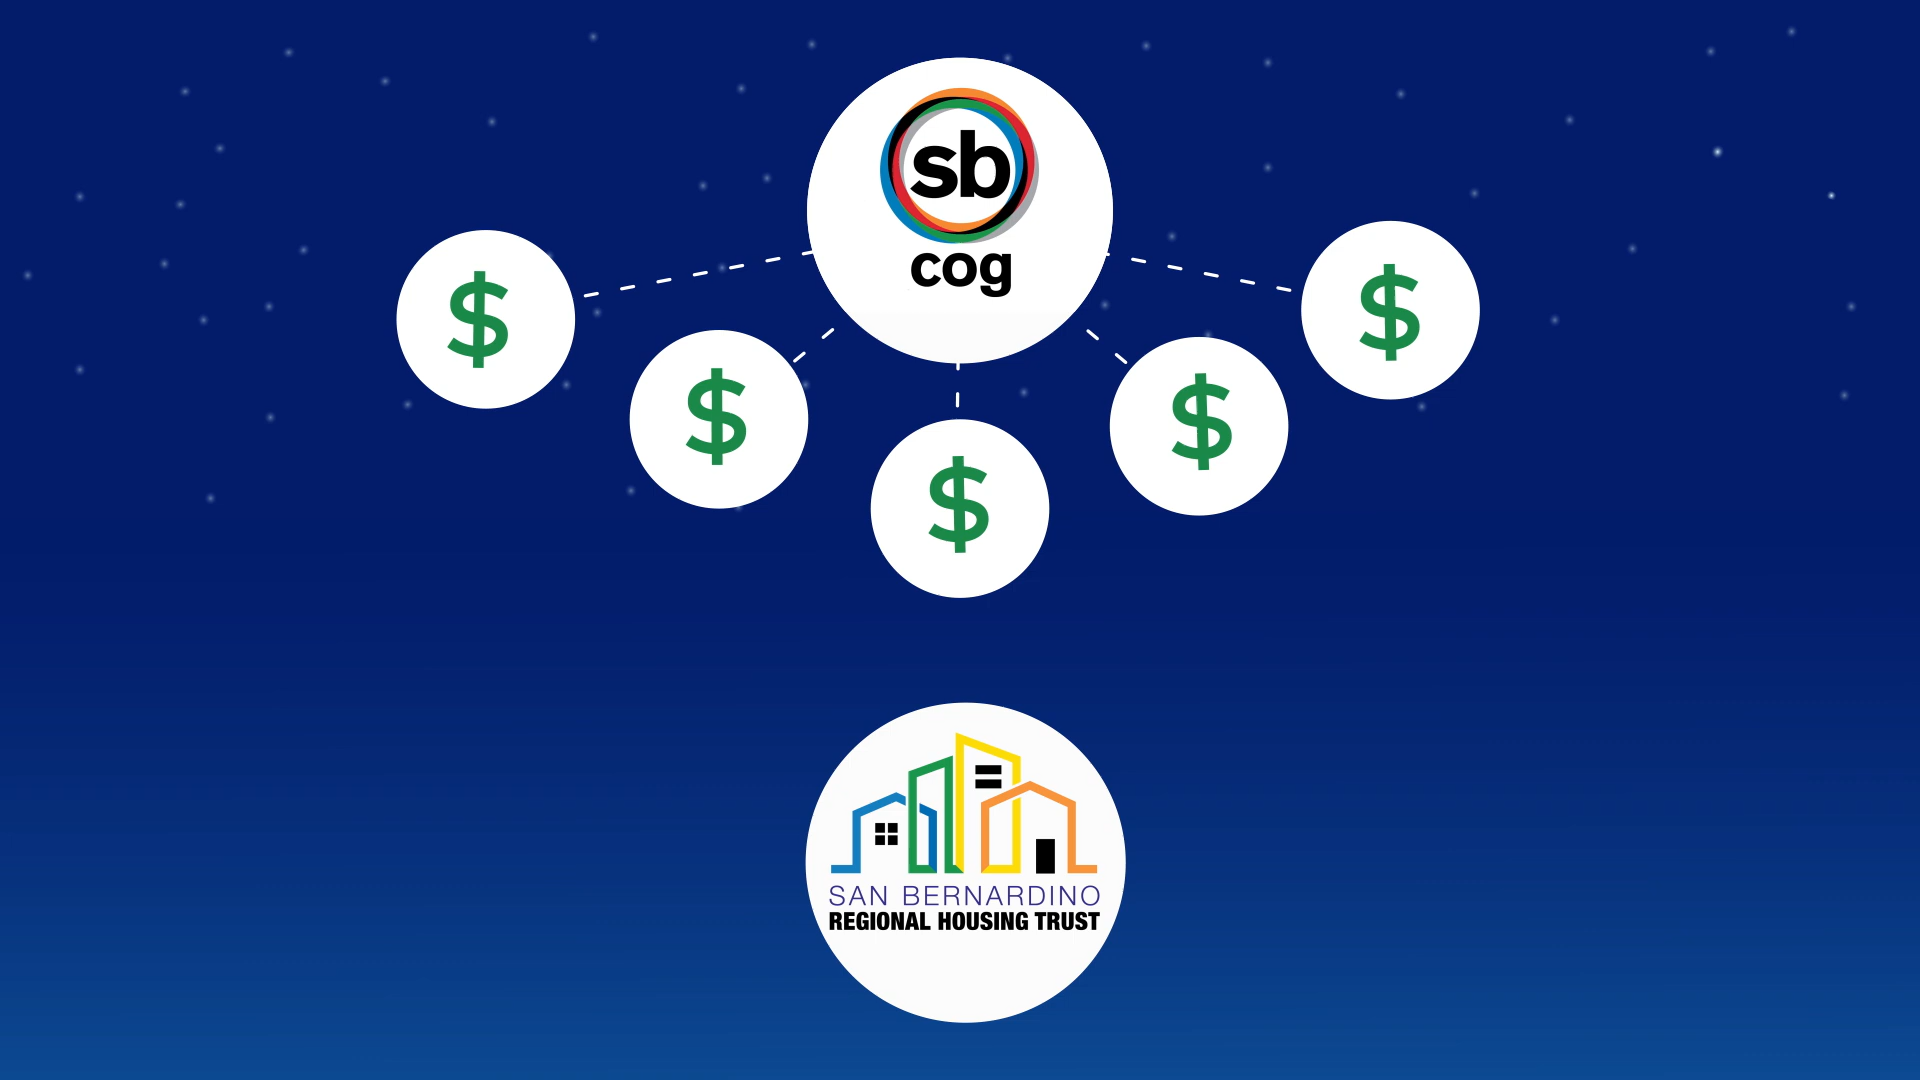 sb
cog
$
$
$
$
$
SAN BERNARDINO
REGIONAL HOUSING TRUST